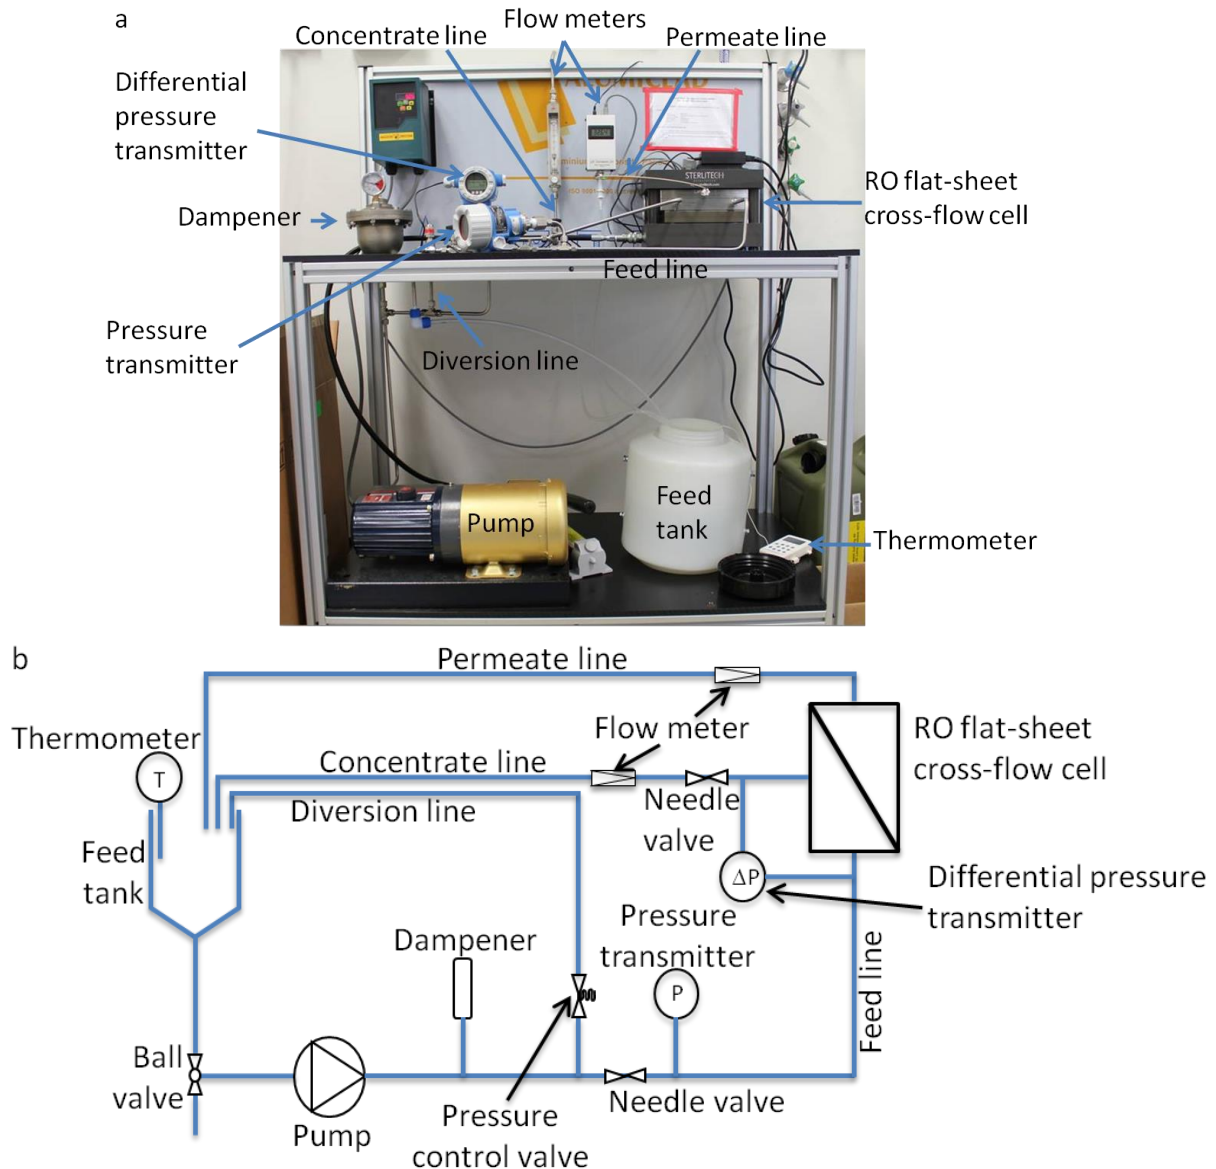 a
Concentrate line
Flow meters
Permeate line
Differential
pressure
transmitter
STERLITECH
RO flat-sheet
cross-flow cell
Dampener
Feed line
Pressure
transmitter
Diversion line
Feed
tank
Pump
Thermometer
b
Permeate line
Flow meter
RO flat-sheet
cross-flow cell
Thermometer
T
Concentrate line
Needle
valve
Diversion line
Feed
tank
ΔP
Differential pressure
transmitter
Pressure
transmitter
P
Dampener
Feed line
Ball
valve
Needle valve
Pump
Pressure
control valve